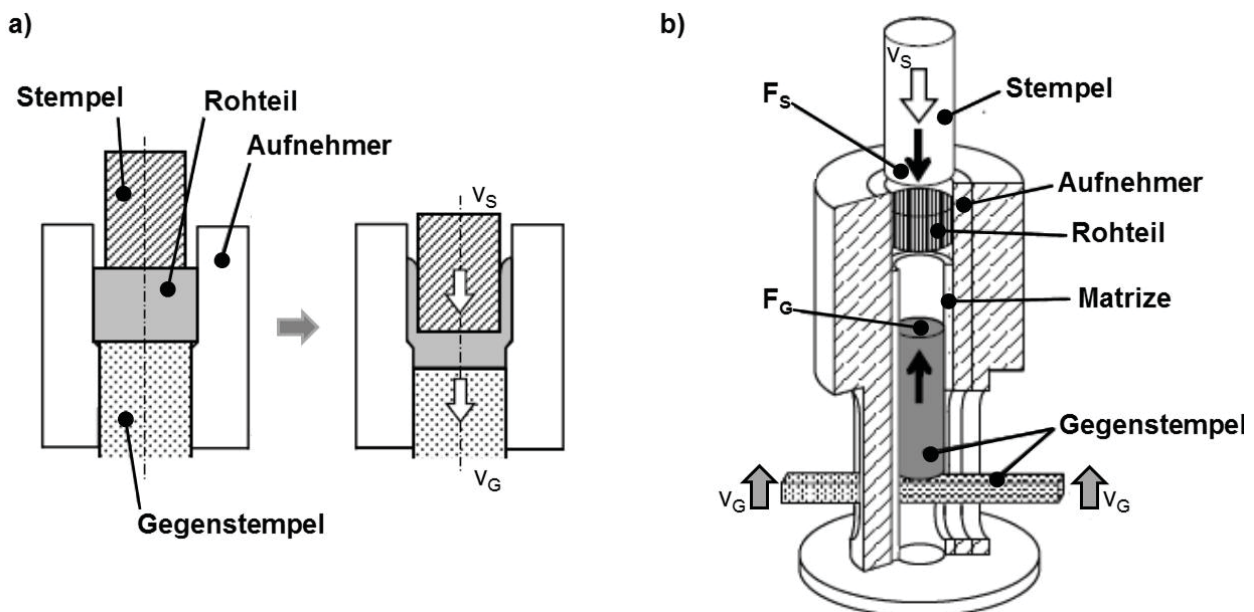 a)
Stempel
Rohteil
Aufnehmer
vS
vG
Gegenstempel
b)
vS
FS
Stempel
Aufnehmer
Rohteil
Matrize
FG
Gegenstempel
vG
vG